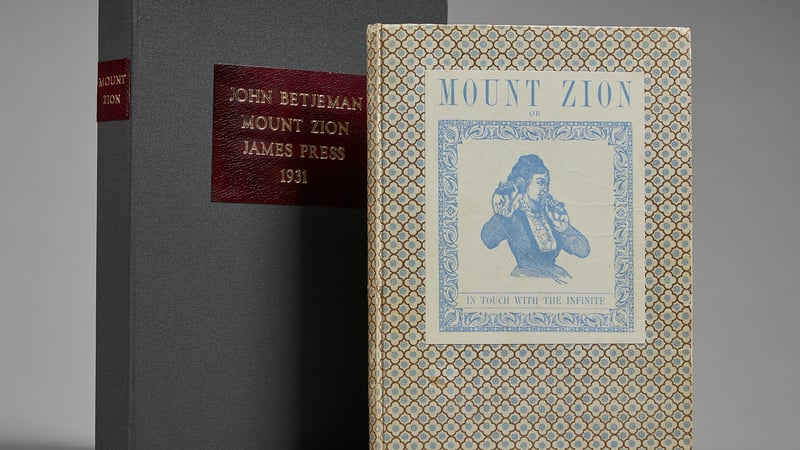 MOUNT
ZION
JOHN BETJEMAN
MOUNT ZION
JAMES PRESS
1931
MOUNT ZION
OR
IN TOUCH WITH THE INFINITE